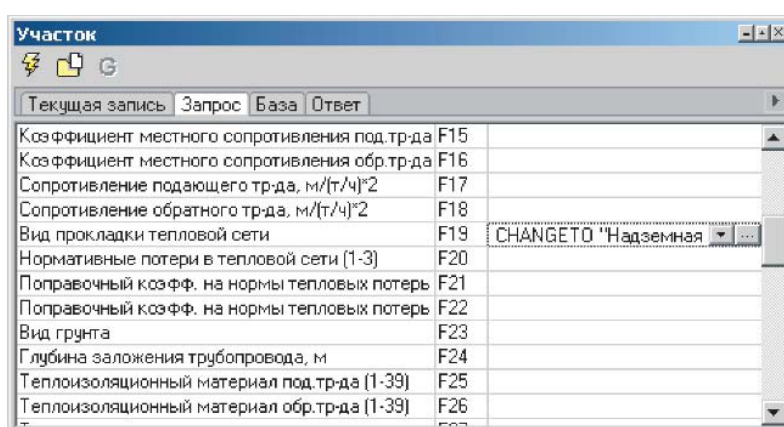 Участок
G
Текущая запись Запрос База Ответ
Коэффициент местного сопротивления под.тр-да F15
Коэффициент местного сопротивления обр.тр-да F16
Сопротивление подающего тр-да, м/(т/ч)*2 F17
Сопротивление обратного тр-да, м/(т/ч)*2 F18
Вид прокладки тепловой сети F19 CHANGETO "Надземная ...
Нормативные потери в тепловой сети (1-3) F20
Поправочный коэфф. на нормы тепловых потерь F21
Поправочный коэфф. на нормы тепловых потерь F22
Вид грунта F23
Глубина заложения трубопровода, м F24
Теплоизоляционный материал под.тр-да (1-39) F25
Теплоизоляционный материал обр.тр-да (1-39) F26